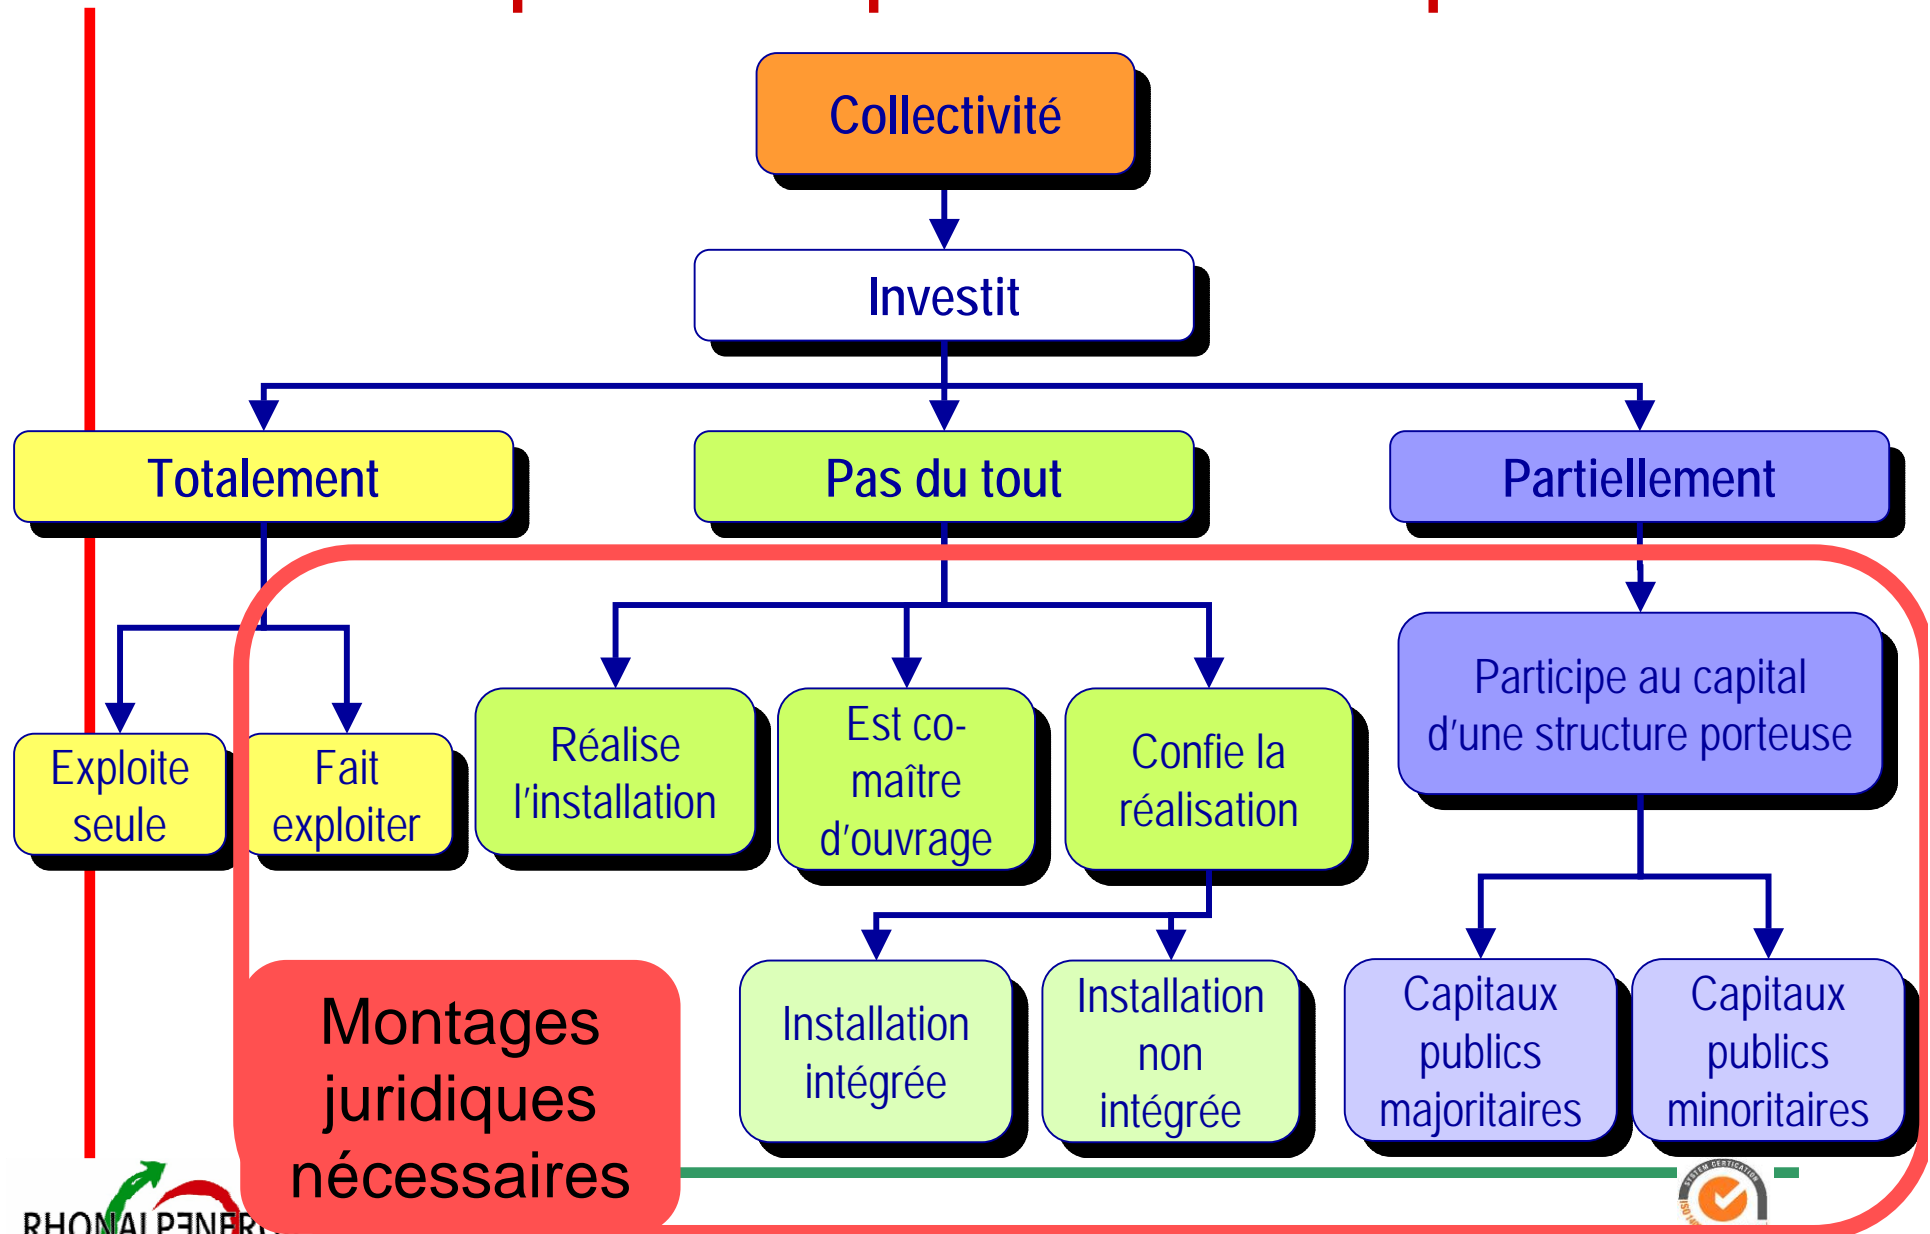 Collectivité
Investit
Totalement
Pas du tout
Partiellement
Exploite
seule
Fait
exploiter
Réalise
l'installation
Est co-
maître
d'ouvrage
Confie la
réalisation
Participe au capital
d'une structure porteuse
Installation
intégrée
Installation
non
intégrée
Capitaux
publics
majoritaires
Capitaux
publics
minoritaires
Montages
juridiques
nécessaires